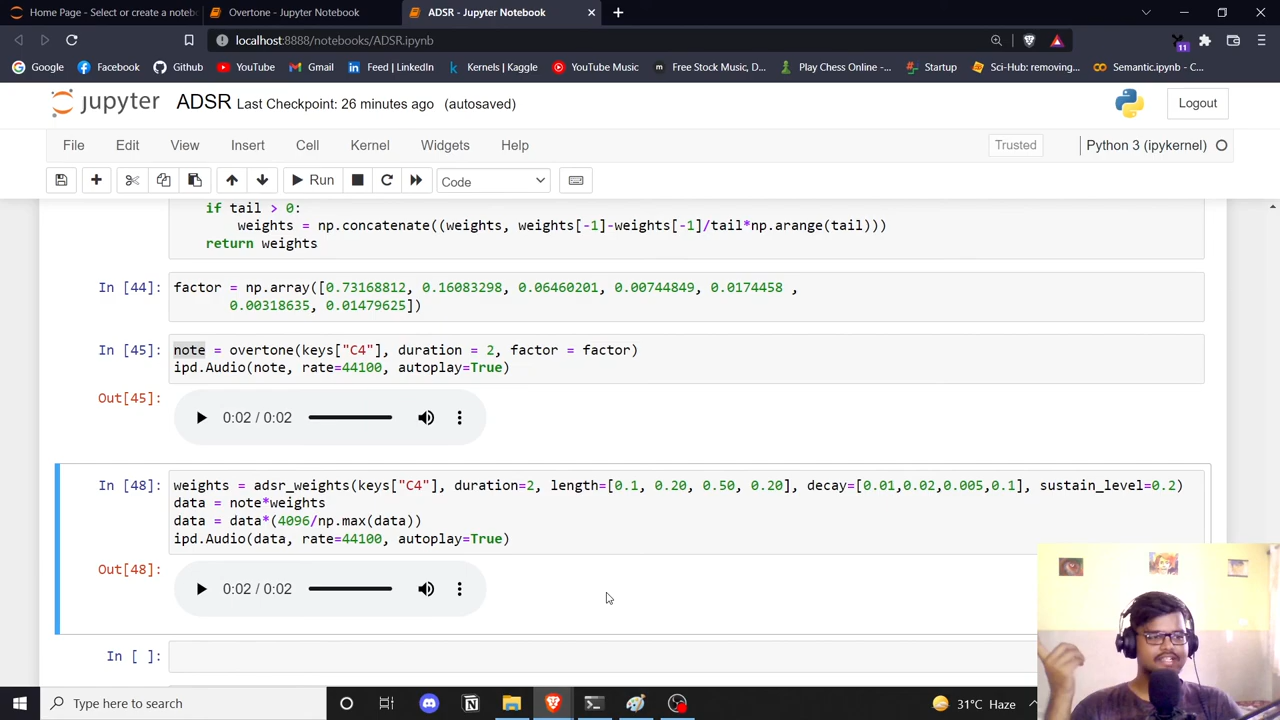 Home Page - Select or create a noteb
Overtone - Jupyter Notebook
ADSR - Jupyter Notebook
localhost:8888/notebooks/ADSR.ipynb
11
Google
Facebook
Github
YouTube
Gmail
Feed | LinkedIn
Kernels | Kaggle
YouTube Music
Free Stock Music, D...
Play Chess Online -...
Startup
Sci-Hub: removing...
Semantic.ipynb - C...
jupyter ADSR Last Checkpoint: 26 minutes ago (autosaved)
Logout
File Edit View Insert Cell Kernel Widgets Help
Trusted
Python 3 (ipykernel)
Run
Code
if tail > 0:
weights = np.concatenate((weights, weights[-1]-weights[-1]/tail*np.arange(tail)))
return weights
In [44]:
factor = np.array([0.73168812, 0.16083298, 0.06460201, 0.00744849, 0.0174458 ,
0.00318635, 0.01479625])
In [45]:
note = overtone(keys["C4"], duration = 2, factor = factor)
ipd.Audio(note, rate=44100, autoplay=True)
Out[45]:
0:02 / 0:02
In [48]:
weights = adsr_weights(keys["C4"], duration=2, length=[0.1, 0.20, 0.50, 0.20], decay=[0.01,0.02,0.005,0.1], sustain_level=0.2)
data = note*weights
data = data*(4096/np.max(data))
ipd.Audio(data, rate=44100, autoplay=True)
Out[48]:
0:02 / 0:02
In [ ]:
Type here to search
31°C Haze